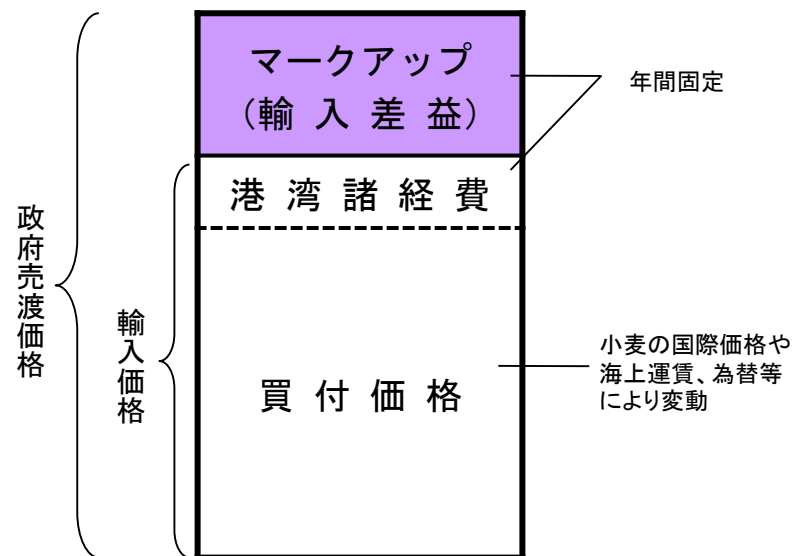 マークアップ
（輸 入 差 益）
年間固定
港 湾 諸 経 費
政府売渡価格
輸入価格
買 付 価 格
小麦の国際価格や
海上運賃、為替等
により変動